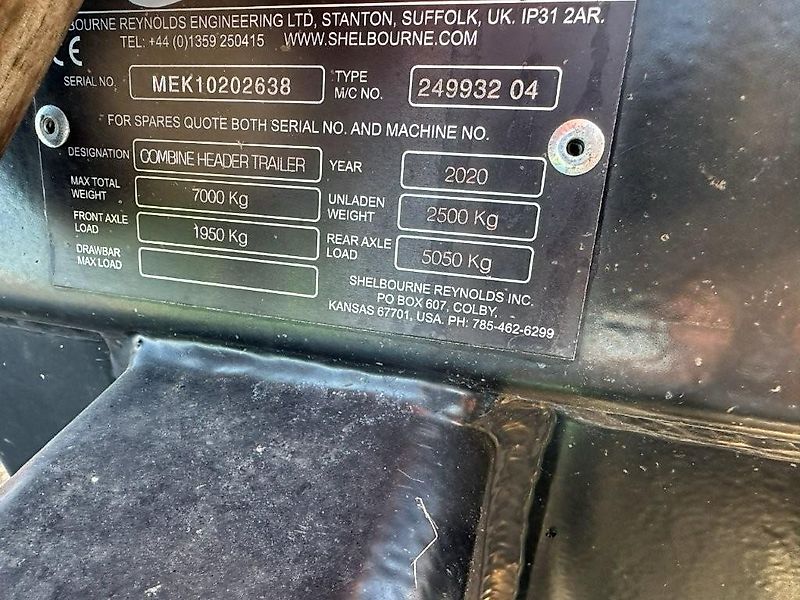 BOURNE REYNOLDS ENGINEERING LTD, STANTON, SUFFOLK, UK. IP31 2AR.
TEL: +44 (0)1359 250415 WWW.SHELBOURNE.COM
CE
SERIAL NO. MEK10202638 TYPE M/C NO. 249932 04
FOR SPARES QUOTE BOTH SERIAL NO. AND MACHINE NO.
DESIGNATION COMBINE HEADER TRAILER YEAR 2020
MAX TOTAL WEIGHT 7000 Kg UNLADEN WEIGHT 2500 Kg
FRONT AXLE LOAD 1950 Kg REAR AXLE LOAD 5050 Kg
DRAWBAR MAX LOAD
SHELBOURNE REYNOLDS INC.
PO BOX 607, COLBY,
KANSAS 67701, USA. PH: 785-462-6299